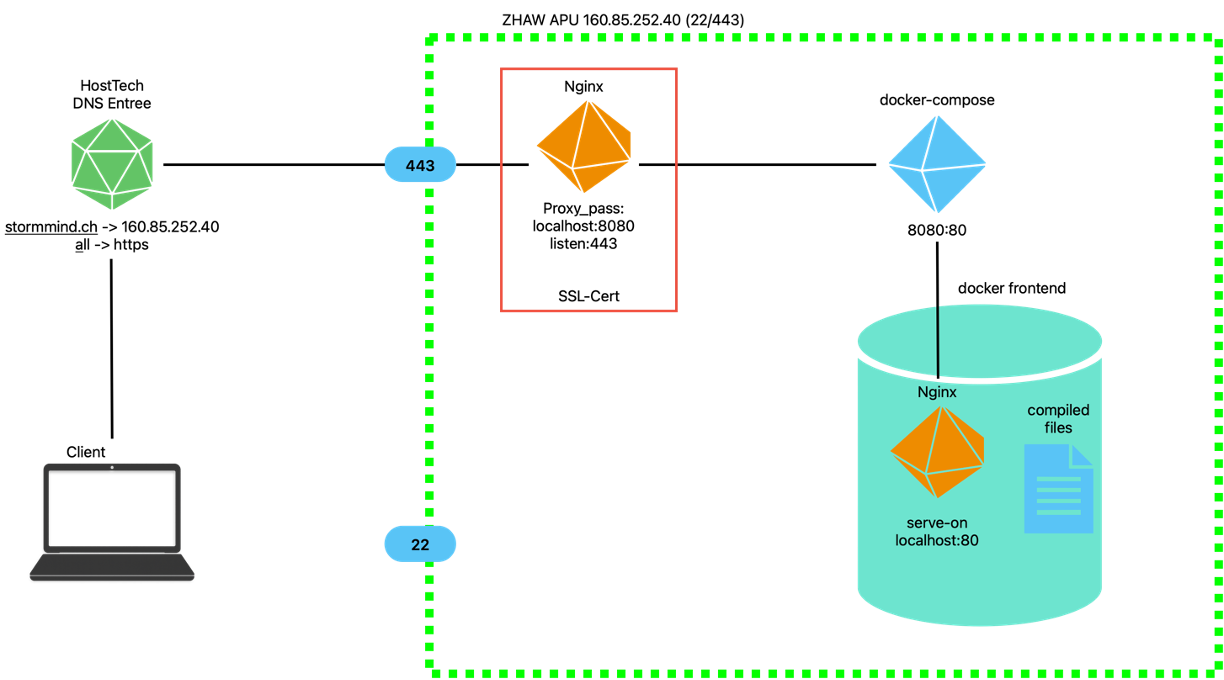 ZHAW APU 160.85.252.40 (22/443)
HostTech
DNS Entree
stormmind.ch -> 160.85.252.40
all -> https
Client
443
22
Nginx
Proxy_pass:
localhost:8080
listen:443
SSL-Cert
docker-compose
8080:80
docker frontend
Nginx
serve-on
localhost:80
compiled
files